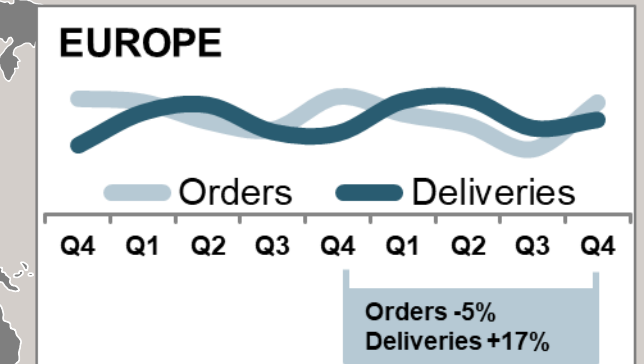 EUROPE
Orders Deliveries
Q4 Q1 Q2 Q3 Q4 Q1 Q2 Q3 Q4
Orders -5%
Deliveries +17%